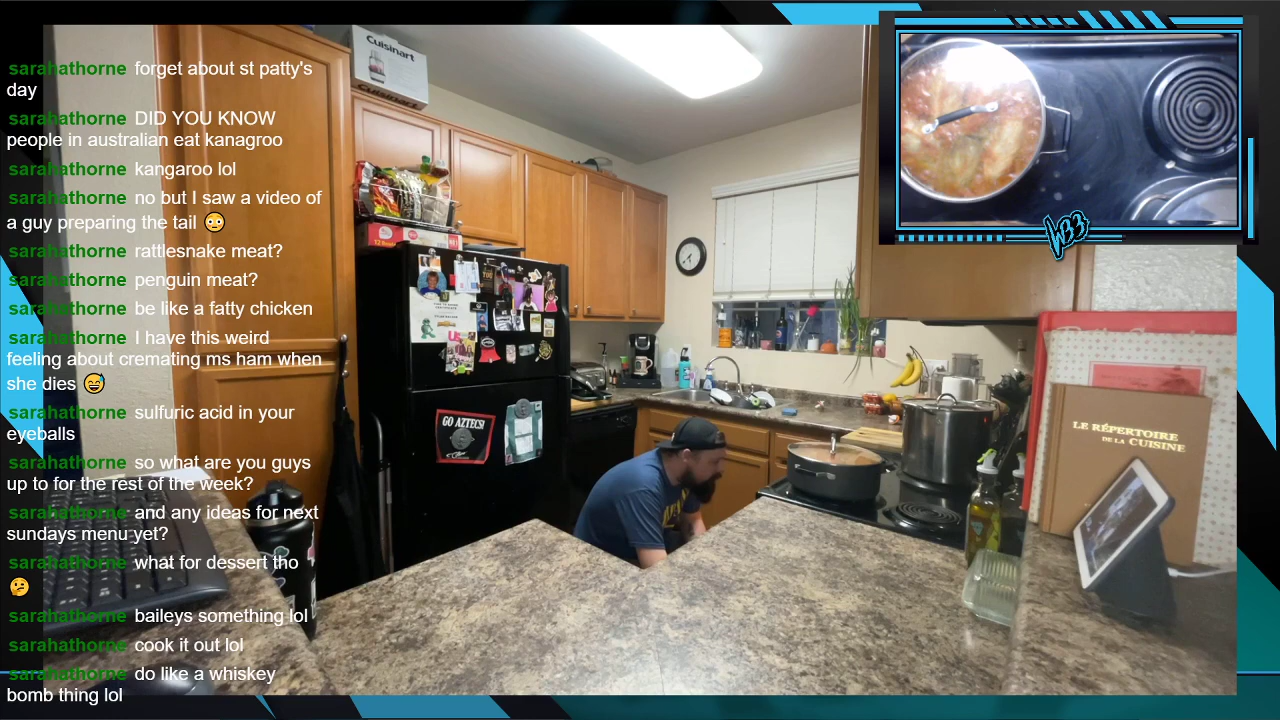 sarahathorne forget about st patty's
day
sarahathorne DID YOU KNOW
people in australian eat kanagroo
sarahathorne kangaroo lol
sarahathorne no but I saw a video of
a guy preparing the tail 😳
sarahathorne rattlesnake meat?
sarahathorne penguin meat?
sarahathorne be like a fatty chicken
sarahathorne I have this weird
feeling about cremating ms ham when
she dies 😅
sarahathorne sulfuric acid in your
eyeballs
sarahathorne so what are you guys
up to for the rest of the week?
sarahathorne and any ideas for next
sundays menu yet?
sarahathorne what for dessert tho
🤔
sarahathorne baileys something lol
sarahathorne cook it out lol
sarahathorne do like a whiskey
bomb thing lol
Cuisinart
Cuisinart
GO AZTECS!
W33
LE RÉPERTOIRE
DE LA CUISINE